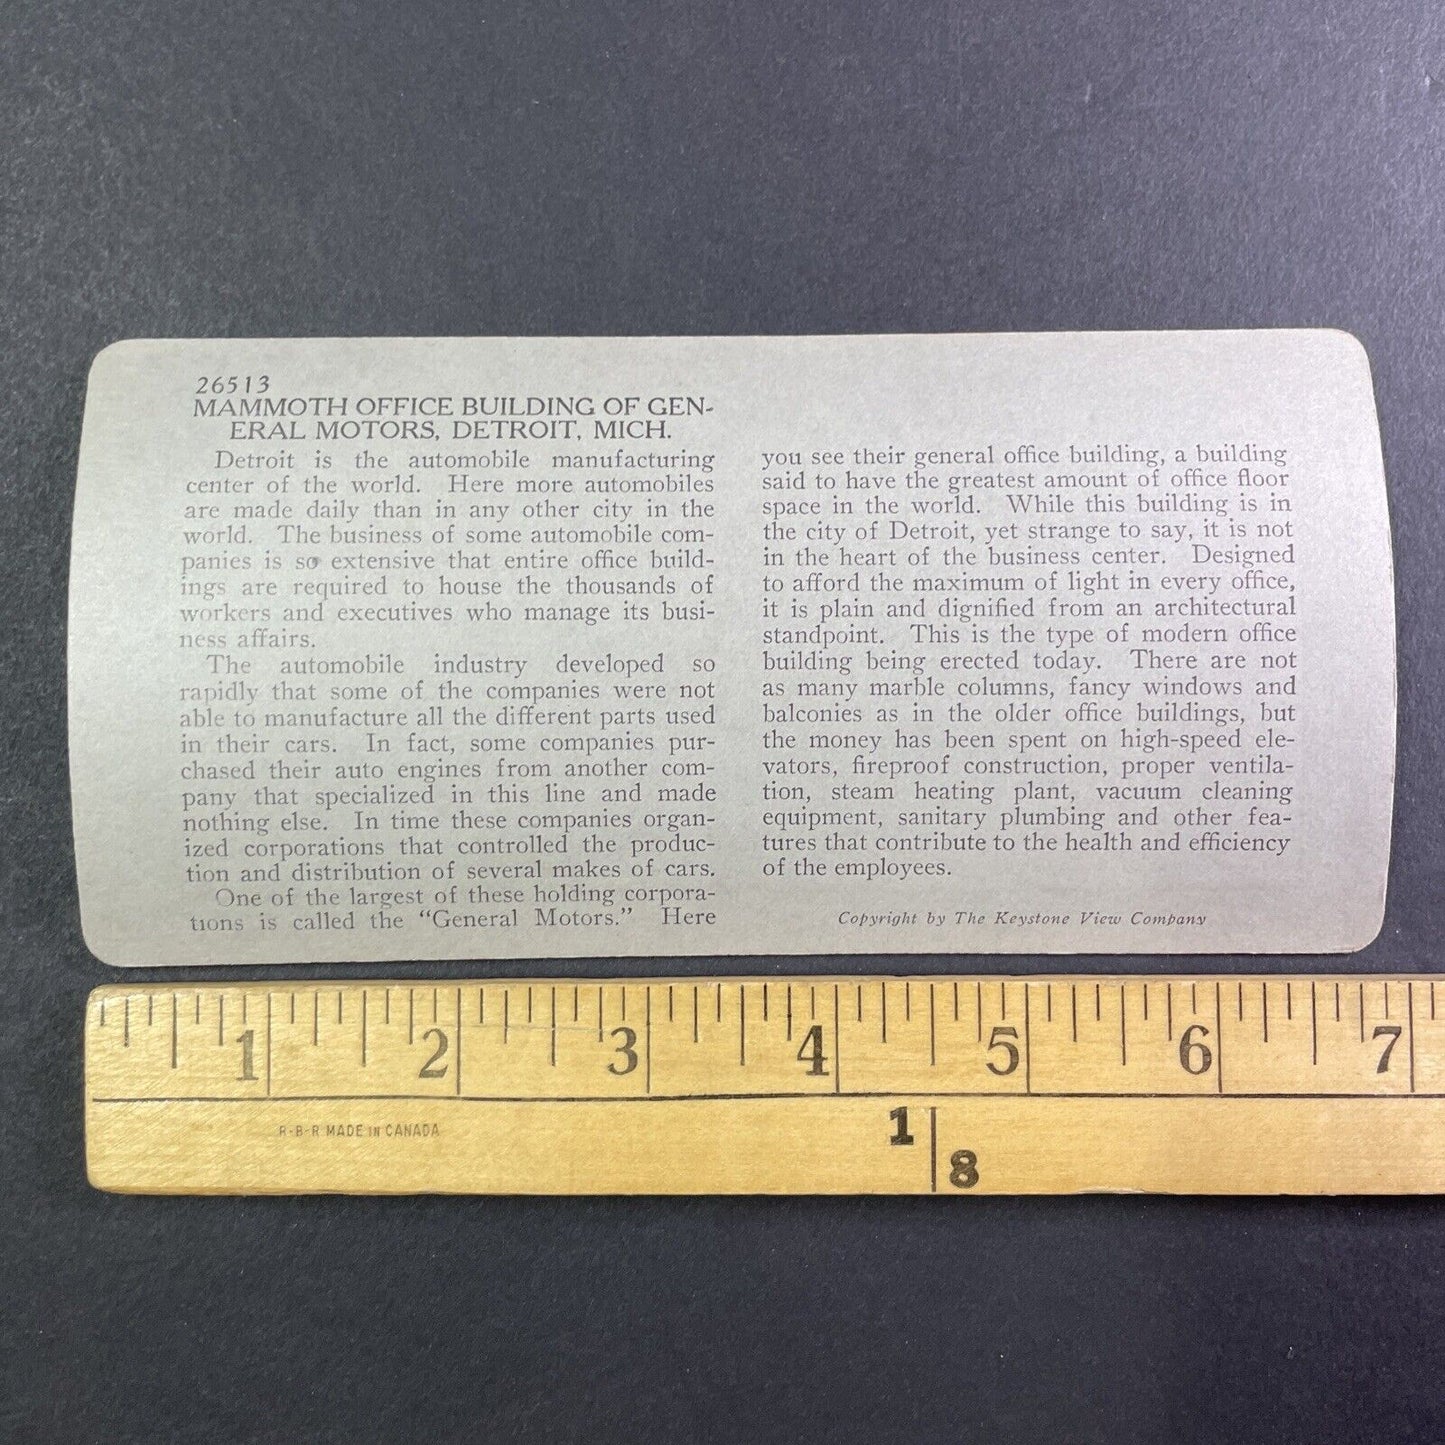 26513
MAMMOTH OFFICE BUILDING OF GEN-
ERAL MOTORS, DETROIT, MICH.
Detroit is the automobile manufacturing
center of the world. Here more automobiles
are made daily than in any other city in the
world. The business of some automobile com-
panies is so extensive that entire office build-
ings are required to house the thousands of
workers and executives who manage its busi-
ness affairs.
The automobile industry developed so
rapidly that some of the companies were not
able to manufacture all the different parts used
in their cars. In fact, some companies pur-
chased their auto engines from another com-
pany that specialized in this line and made
nothing else. In time these companies organ-
ized corporations that controlled the produc-
tion and distribution of several makes of cars.
One of the largest of these holding corpora-
tions is called the “General Motors.” Here
you see their general office building, a building
said to have the greatest amount of office floor
space in the world. While this building is in
the city of Detroit, yet strange to say, it is not
in the heart of the business center. Designed
to afford the maximum of light in every office,
it is plain and dignified from an architectural
standpoint. This is the type of modern office
building being erected today. There are not
as many marble columns, fancy windows and
balconies as in the older office buildings, but
the money has been spent on high-speed ele-
vators, fireproof construction, proper ventila-
tion, steam heating plant, vacuum cleaning
equipment, sanitary plumbing and other fea-
tures that contribute to the health and efficiency
of the employees.
Copyright by The Keystone View Company
1 2 3 4 5 6 7
R-B-R MADE IN CANADA
1 8